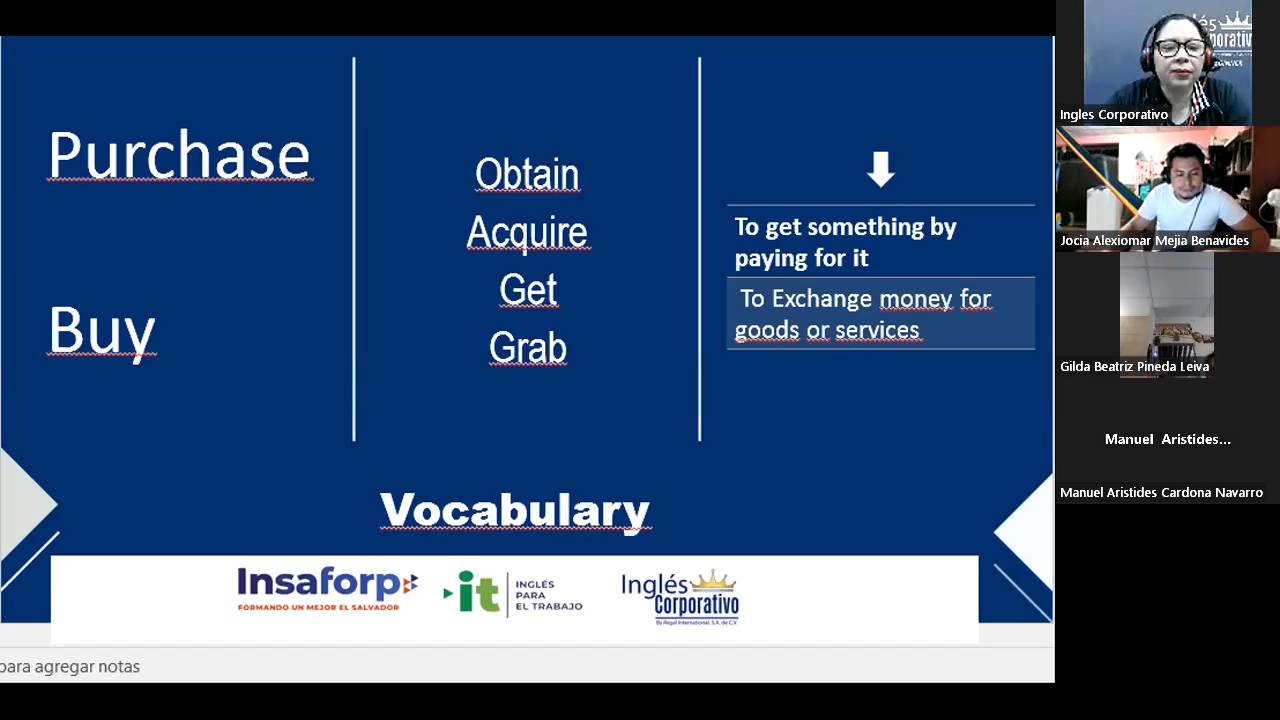 Purchase
Buy
Obtain
Acquire
Get
Grab
To get something by
paying for it
To Exchange money for
goods or services
Vocabulary
Insaforp
FORMANDO UN MEJOR EL SALVADOR
it
INGLÉS
PARA
EL TRABAJO
Inglés
Corporativo
By Regal International, S.A. de C.V.
para agregar notas
Ingles Corporativo
Jocia Alexiomar Mejia Benavides
Gilda Beatriz Pineda Leiva
Manuel Aristides...
Manuel Aristides Cardona Navarro